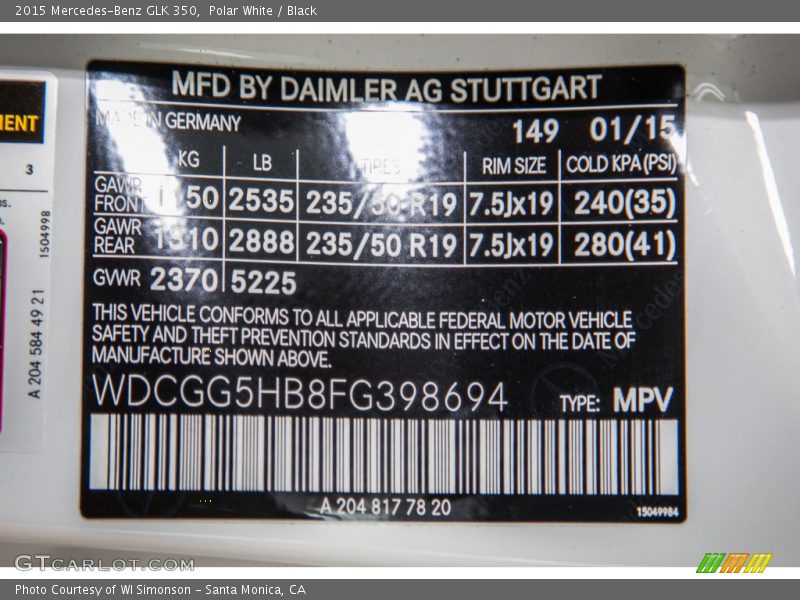 2015 Mercedes-Benz GLK 350,  Polar White / Black
MENT
3
1504998
A 204 584 49 21
MFD BY DAIMLER AG STUTTGART
MADE IN GERMANY 149 01/15
KG LB TIRES RIM SIZE COLD KPA(PSI)
GAWR FRONT 1150 2535 235/50 R19 7.5Jx19 240(35)
GAWR REAR 1310 2888 235/50 R19 7.5Jx19 280(41)
GVWR 2370 5225
THIS VEHICLE CONFORMS TO ALL APPLICABLE FEDERAL MOTOR VEHICLE
SAFETY AND THEFT PREVENTION STANDARDS IN EFFECT ON THE DATE OF
MANUFACTURE SHOWN ABOVE.
WDCGG5HB8FG398694 TYPE: MPV
A 204 817 78 20
15049984
GTCARLOT.COM
Photo Courtesy of WI Simonson - Santa Monica, CA